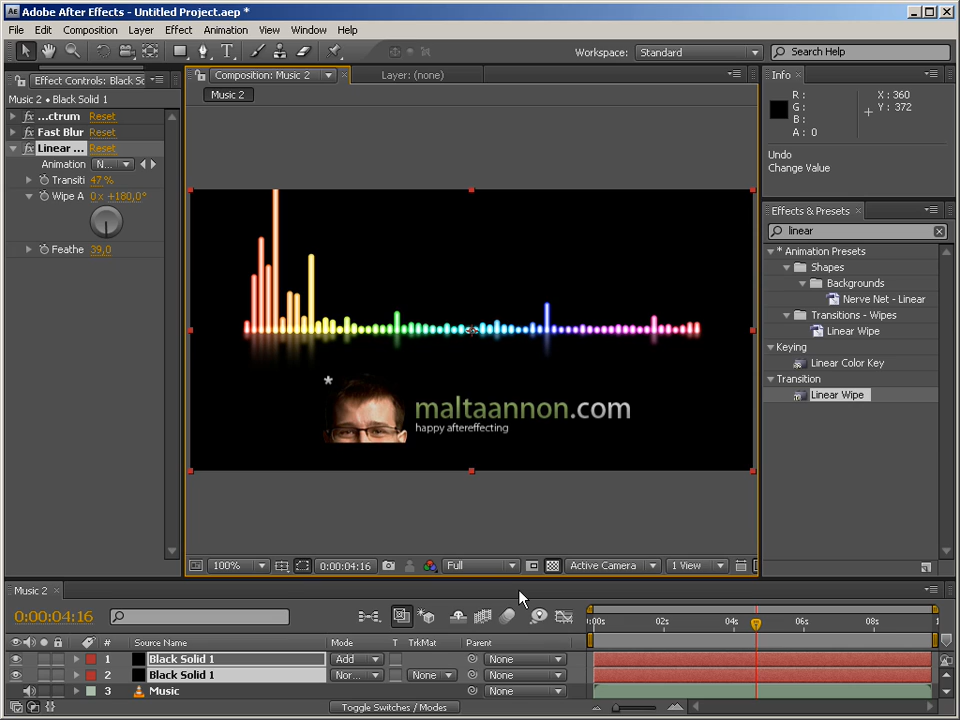 Adobe After Effects - Untitled Project.aep *
File Edit Composition Layer Effect Animation View Window Help
Workspace: Standard Search Help
Effect Controls: Black Sc
Composition: Music 2 Layer: (none)
Info
Music 2 • Black Solid 1
Music 2
R : X : 360
G : Y : 372
B :
A : 0
Undo
Change Value
fx ...ctrum Reset
fx Fast Blur Reset
fx Linear ... Reset
Animation N...
Transiti 47 %
Wipe A 0x +180,0°
Feathe 39,0
Effects & Presets
linear
* Animation Presets
Shapes
Backgrounds
Nerve Net - Linear
Transitions - Wipes
Linear Wipe
Keying
Linear Color Key
Transition
Linear Wipe
*
maltaannon.com
happy aftereffecting
100% 0:00:04:16 Full Active Camera 1 View
Music 2
0:00:04:16
:00s 02s 04s 06s 08s 1
# Source Name Mode T TrkMat Parent
1 Black Solid 1 Add None
2 Black Solid 1 Nor... None None
3 Music None
Toggle Switches / Modes